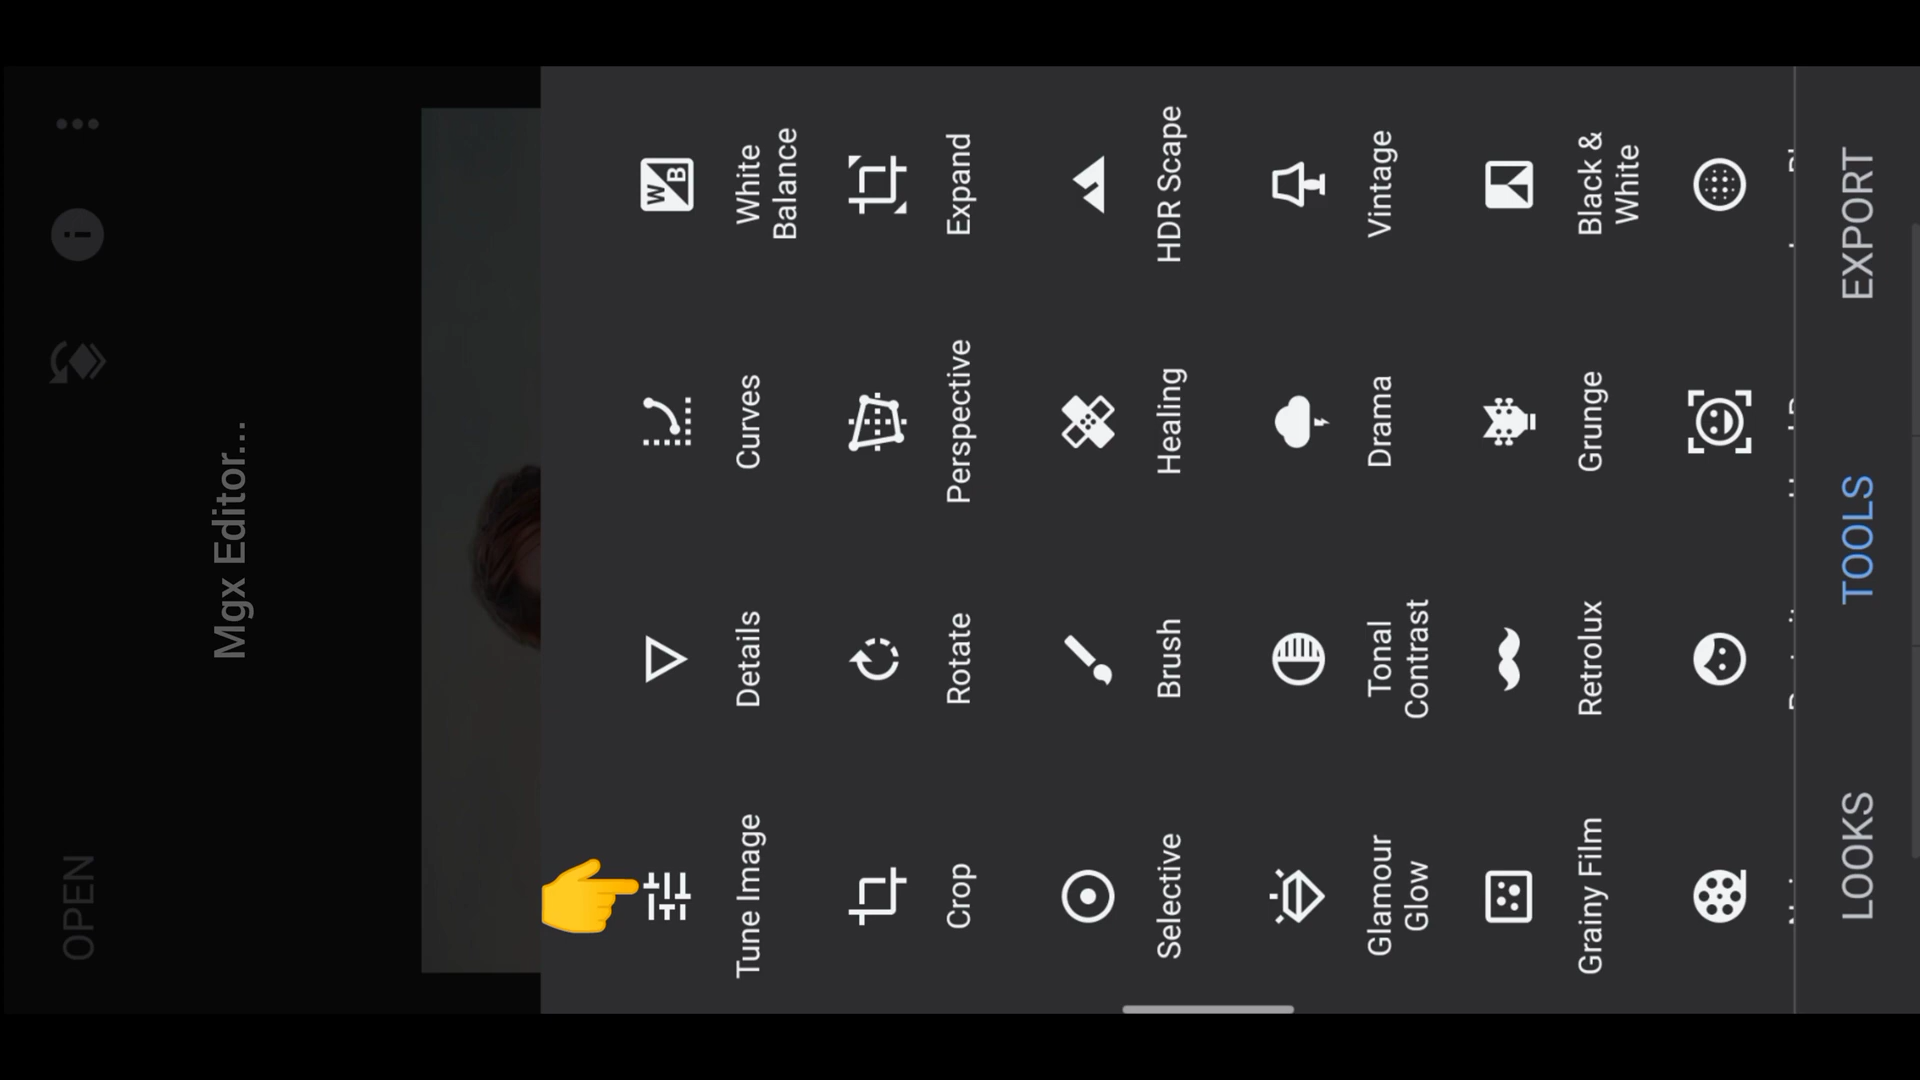 OPEN
Mgx Editor...
Tune Image
Details
Curves
White
Balance
Crop
Rotate
Perspective
Expand
Selective
Brush
Healing
HDR Scape
Glamour
Glow
Tonal
Contrast
Drama
Vintage
Grainy Film
Retrolux
Grunge
Black &
White
LOOKS
TOOLS
EXPORT